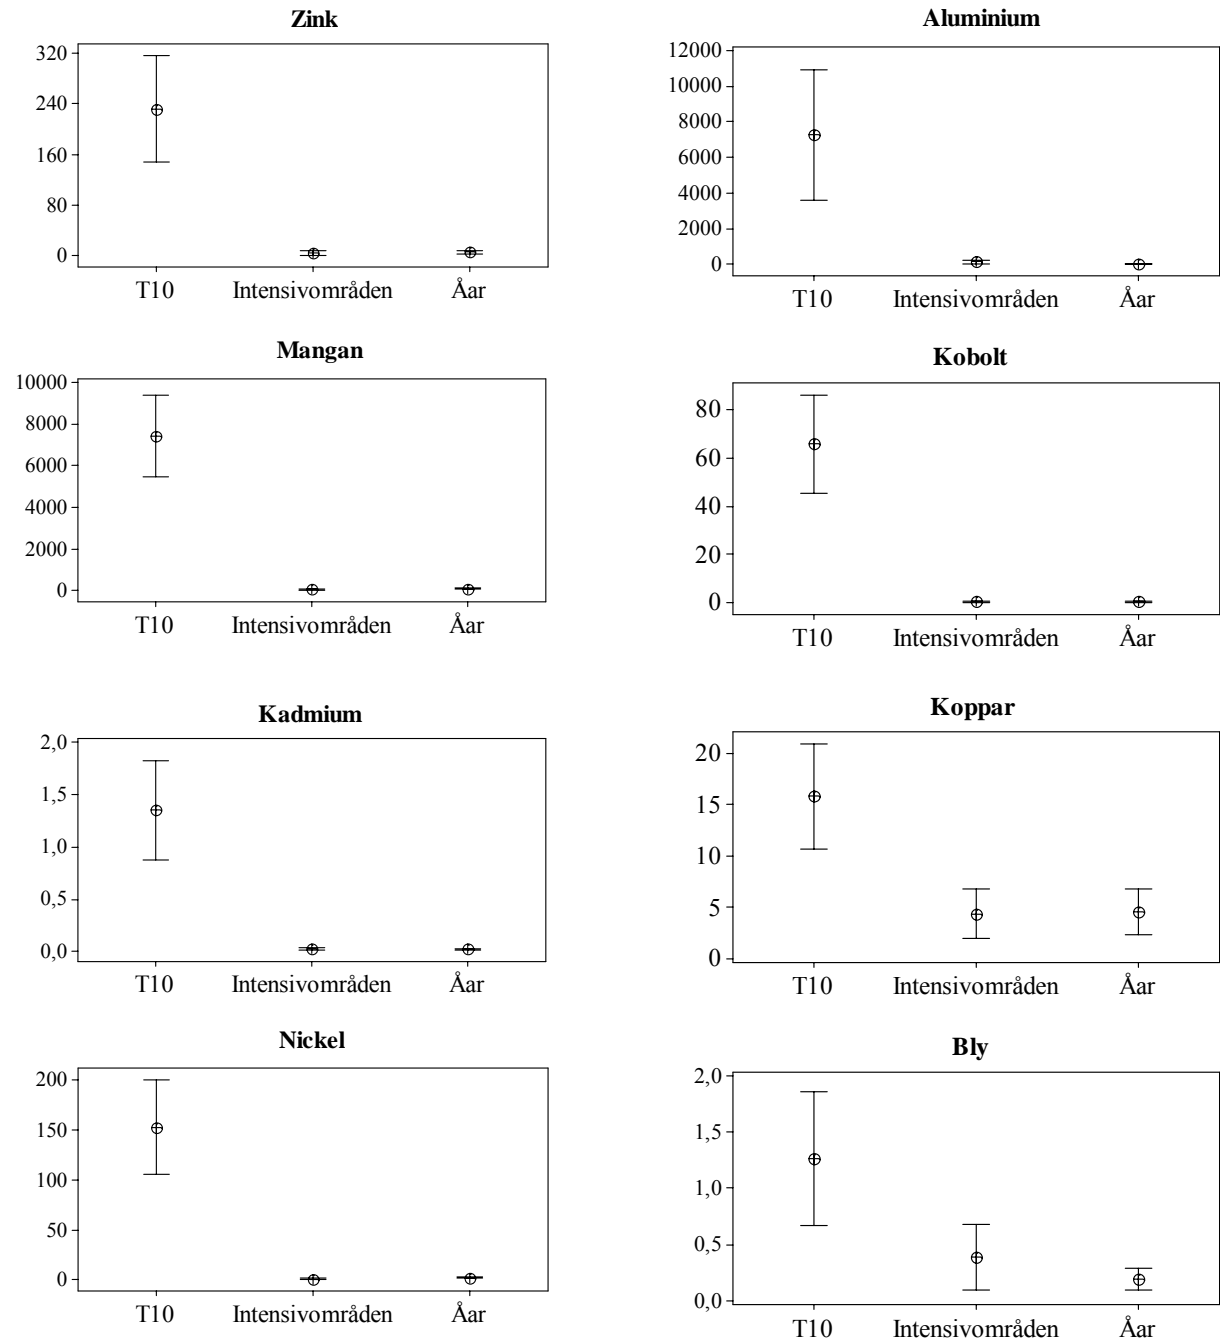 Zink
320
240
160
80
0
T10 Intensivområden Åar
Aluminium
12000
10000
8000
6000
4000
2000
0
T10 Intensivområden Åar
Mangan
10000
8000
6000
4000
2000
0
T10 Intensivområden Åar
Kobolt
80
60
40
20
0
T10 Intensivområden Åar
Kadmium
2,0
1,5
1,0
0,5
0,0
T10 Intensivområden Åar
Koppar
20
15
10
5
0
T10 Intensivområden Åar
Nickel
200
150
100
50
0
T10 Intensivområden Åar
Bly
2,0
1,5
1,0
0,5
0,0
T10 Intensivområden Åar